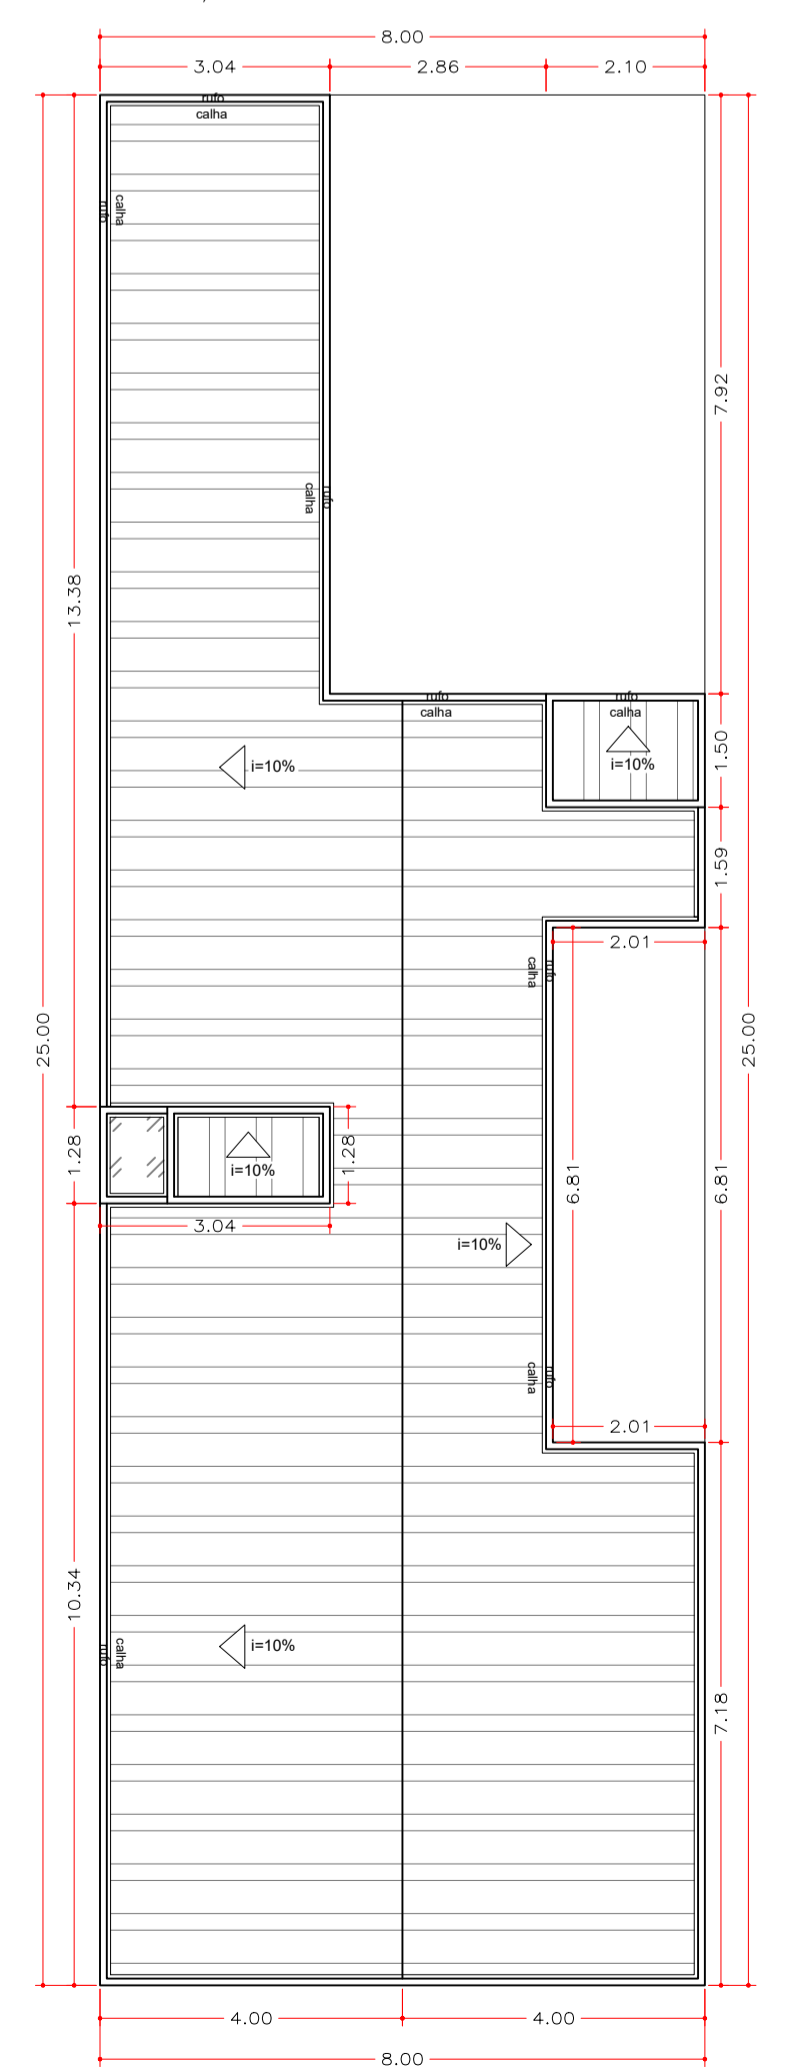 8.00
3.04
2.86
2.10
rufo
calha
calha
rufo
7.92
calha
rufo
13.38
rufo
calha
rufo
calha
i=10%
i=10%
1.50
1.59
2.01
calha
rufo
25.00
25.00
1.28
i=10%
1.28
6.81
6.81
3.04
i=10%
calha
rufo
2.01
10.34
i=10%
calha
rufo
7.18
4.00
4.00
8.00